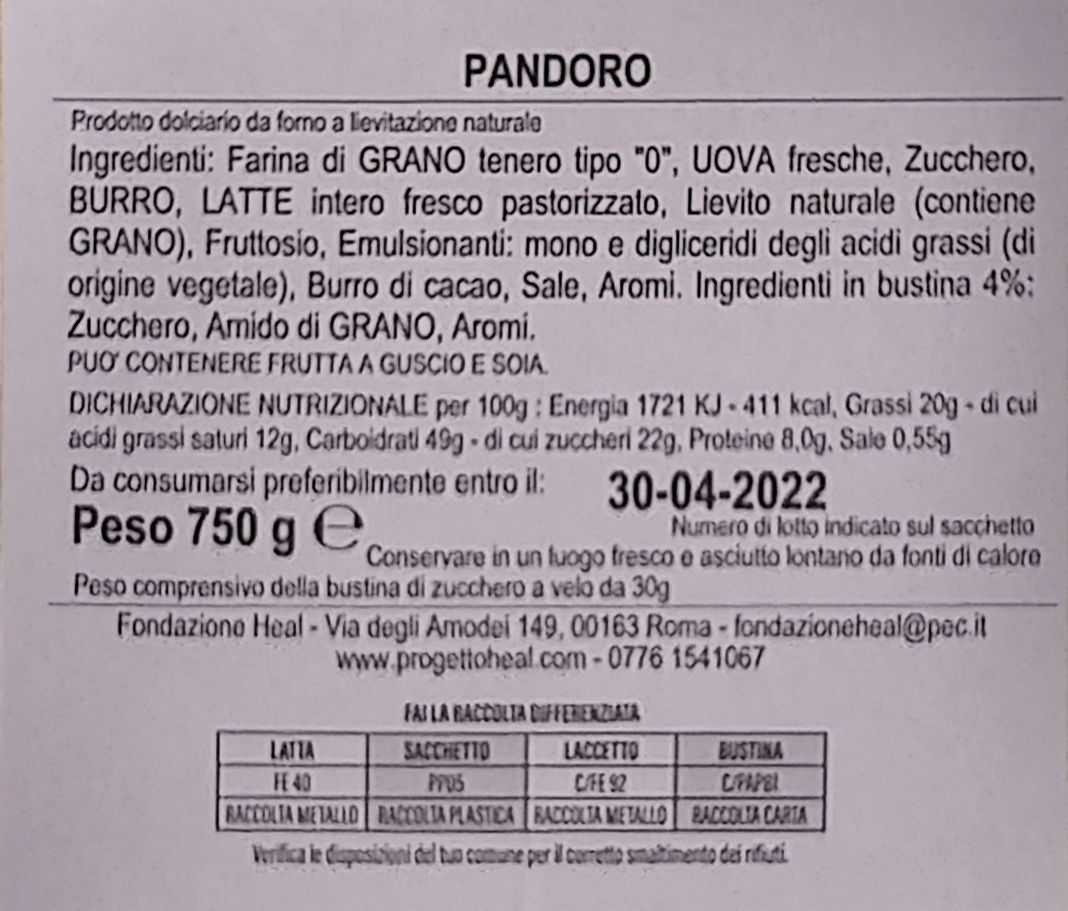 PANDORO
Prodotto dolciario da forno a lievitazione naturale
Ingredienti: Farina di GRANO tenero tipo "0", UOVA fresche, Zucchero,
BURRO, LATTE intero fresco pastorizzato, Lievito naturale (contiene
GRANO), Fruttosio, Emulsionanti: mono e digliceridi degli acidi grassi (di
origine vegetale), Burro di cacao, Sale, Aromi. Ingredienti in bustina 4%:
Zucchero, Amido di GRANO, Aromi.
PUO' CONTENERE FRUTTA A GUSCIO E SOIA.
DICHIARAZIONE NUTRIZIONALE per 100g : Energia 1721 KJ - 411 kcal, Grassi 20g - di cui
acidi grassi saturi 12g, Carboidrati 49g - di cui zuccheri 22g, Proteine 8,0g, Sale 0,55g
Da consumarsi preferibilmente entro il: 30-04-2022
Peso 750 g ℮ Numero di lotto indicato sul sacchetto
Conservare in un luogo fresco e asciutto lontano da fonti di calore
Peso comprensivo della bustina di zucchero a velo da 30g
Fondazione Heal - Via degli Amodei 149, 00163 Roma - fondazioneheal@pec.it
www.progettoheal.com - 0776 1541067
FAI LA RACCOLTA DIFFERENZIATA
LATTA SACCHETTO LACCETTO BUSTINA
FE 40 PP05 C/FE 92 C/PAP81
RACCOLTA METALLO RACCOLTA PLASTICA RACCOLTA METALLO RACCOLTA CARTA
Verifica le disposizioni del tuo comune per il corretto smaltimento dei rifiuti.